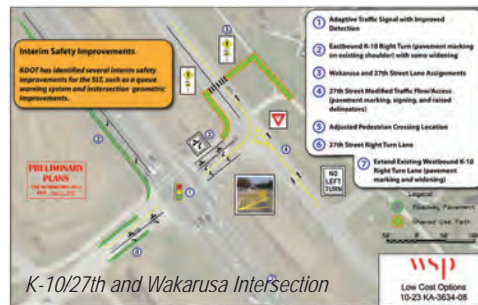 Interim Safety Improvements
KDOT has identified several interim safety
improvements for the SLT, such as a queue
warning system and instersection geometric
improvements.
1 Adaptive Traffic Signal with Improved
Detection
2 Eastbound K-10 Right Turn (pavement marking
on existing shoulder) with some widening
3 Wakarusa and 27th Street Lane Assignments
4 27th Street Modified Traffic Flow/Access
(pavement marking, signing, and raised
delineators)
5 Adjusted Pedestrian Crossing Location
6 27th Street Right Turn Lane
7 Extend Existing Westbound K-10
Right Turn Lane (pavement
marking and widening)
PRELIMINARY
PLANS
NO
LEFT
TURN
Legend
Roadway Pavement
Shared Use Path
K-10/27th and Wakarusa Intersection
wsp
Low Cost Options
10-23 KA-3634-08